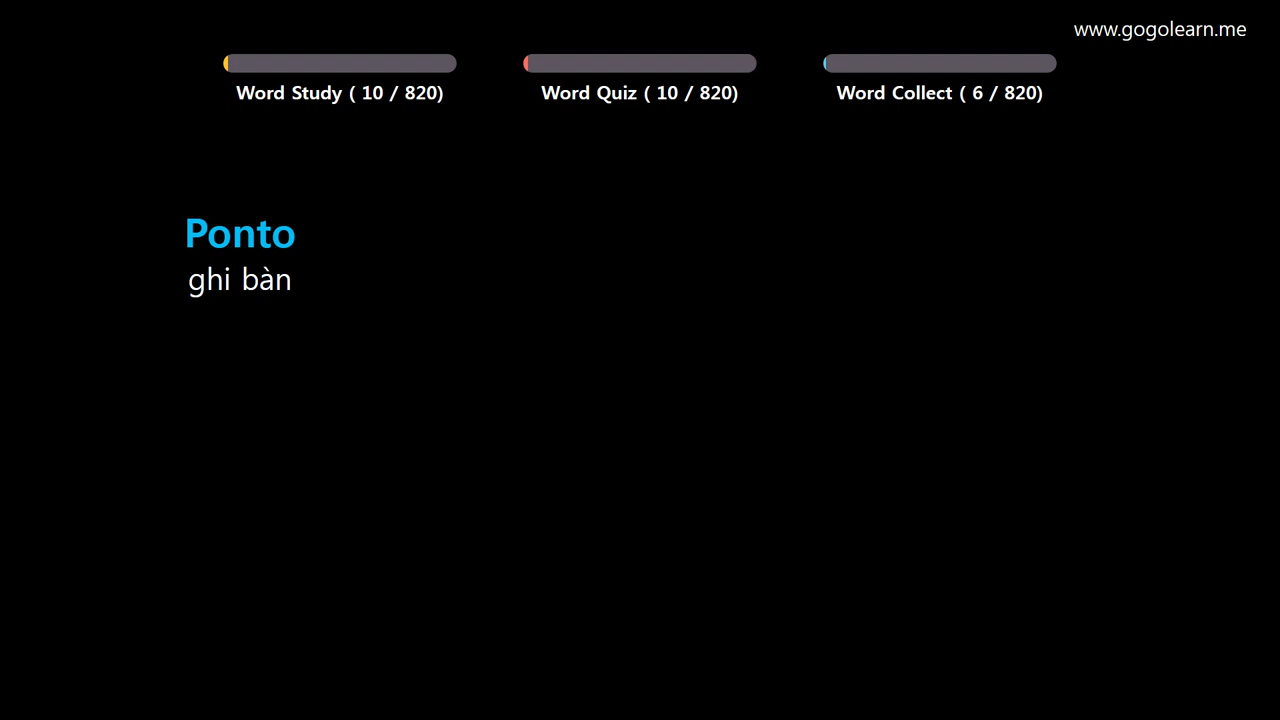 www.gogolearn.me
Word Study ( 10 / 820)
Word Quiz ( 10 / 820)
Word Collect ( 6 / 820)
Ponto
ghi bàn